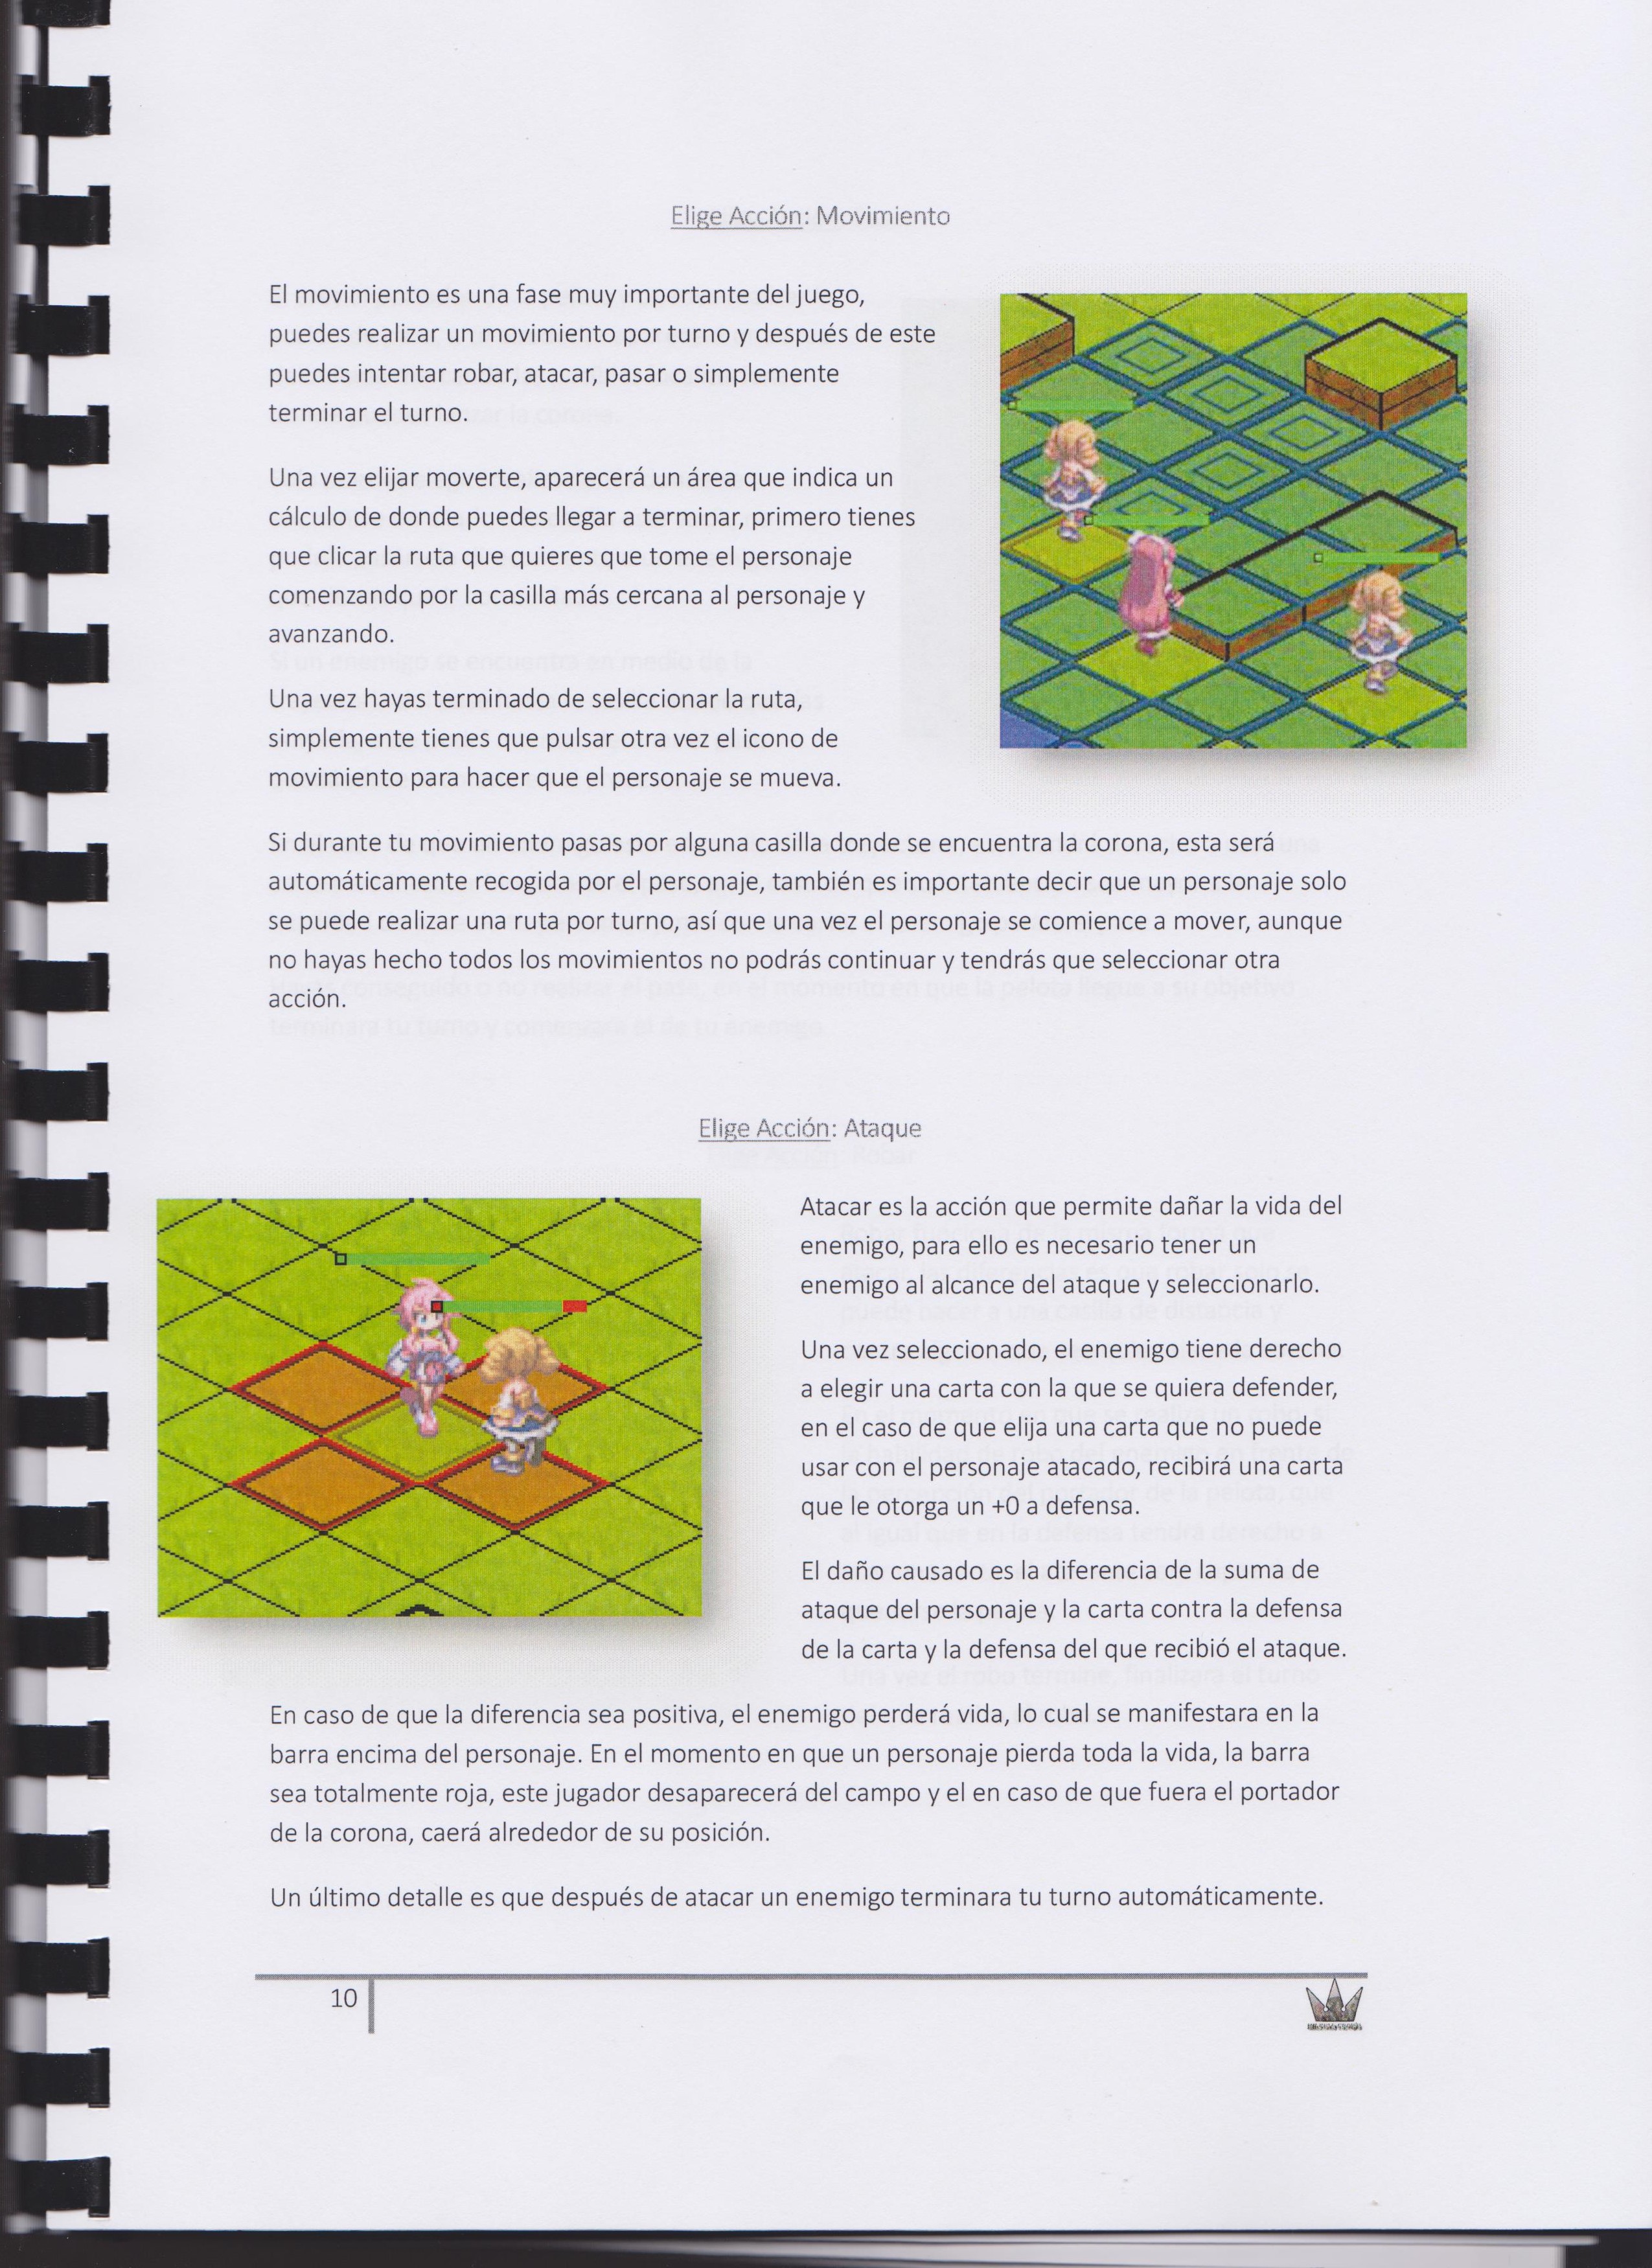 Elige Acción: Movimiento
El movimiento es una fase muy importante del juego,
puedes realizar un movimiento por turno y después de este
puedes intentar robar, atacar, pasar o simplemente
terminar el turno.
Una vez elijar moverte, aparecerá un área que indica un
cálculo de donde puedes llegar a terminar, primero tienes
que clicar la ruta que quieres que tome el personaje
comenzando por la casilla más cercana al personaje y
avanzando.
Una vez hayas terminado de seleccionar la ruta,
simplemente tienes que pulsar otra vez el icono de
movimiento para hacer que el personaje se mueva.
Si durante tu movimiento pasas por alguna casilla donde se encuentra la corona, esta será
automáticamente recogida por el personaje, también es importante decir que un personaje solo
se puede realizar una ruta por turno, así que una vez el personaje se comience a mover, aunque
no hayas hecho todos los movimientos no podrás continuar y tendrás que seleccionar otra
acción.
Elige Acción: Ataque
Atacar es la acción que permite dañar la vida del
enemigo, para ello es necesario tener un
enemigo al alcance del ataque y seleccionarlo.
Una vez seleccionado, el enemigo tiene derecho
a elegir una carta con la que se quiera defender,
en el caso de que elija una carta que no puede
usar con el personaje atacado, recibirá una carta
que le otorga un +0 a defensa.
El daño causado es la diferencia de la suma de
ataque del personaje y la carta contra la defensa
de la carta y la defensa del que recibió el ataque.
En caso de que la diferencia sea positiva, el enemigo perderá vida, lo cual se manifestara en la
barra encima del personaje. En el momento en que un personaje pierda toda la vida, la barra
sea totalmente roja, este jugador desaparecerá del campo y el en caso de que fuera el portador
de la corona, caerá alrededor de su posición.
Un último detalle es que después de atacar un enemigo terminara tu turno automáticamente.
10